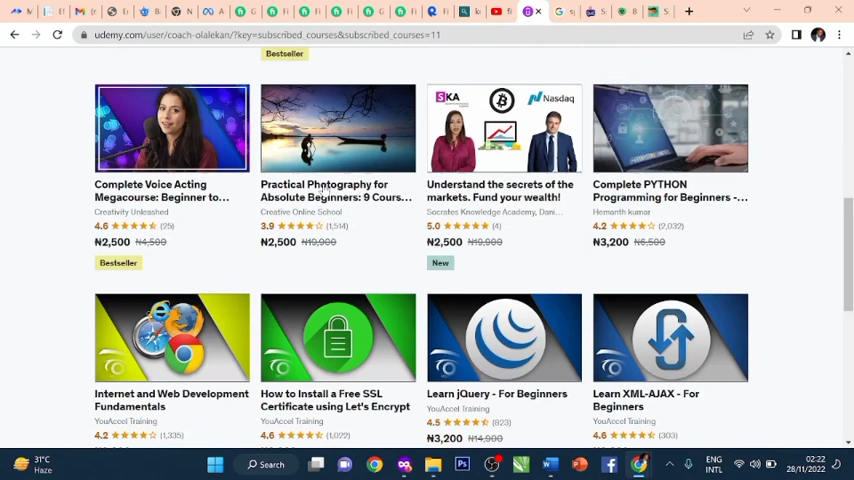 udemy.com/user/coach-olalekan/?key=subscribed_courses&subscribed_courses=11
Bestseller
SKA
Nasdaq
Complete Voice Acting
Megacourse: Beginner to...
Creativity Unleashed
4.6 (25)
₦2,500 ₦4,500
Bestseller
Practical Photography for
Absolute Beginners: 9 Cours...
Creative Online School
3.9 (1,514)
₦2,500 ₦19,900
Understand the secrets of the
markets. Fund your wealth!
Socrates Knowledge Academy, Dani...
5.0 (4)
₦2,500 ₦19,900
New
Complete PYTHON
Programming for Beginners -...
Hemanth kumar
4.2 (2,032)
₦3,200 ₦6,500
Internet and Web Development
Fundamentals
YouAccel Training
4.2 (1,335)
How to Install a Free SSL
Certificate using Let's Encrypt
YouAccel Training
4.6 (1,022)
Learn jQuery - For Beginners
YouAccel Training
4.5 (823)
₦3,200 ₦14,900
Learn XML-AJAX - For
Beginners
YouAccel Training
4.6 (303)
31°C
Haze
Search
ENG
INTL
02:22
28/11/2022